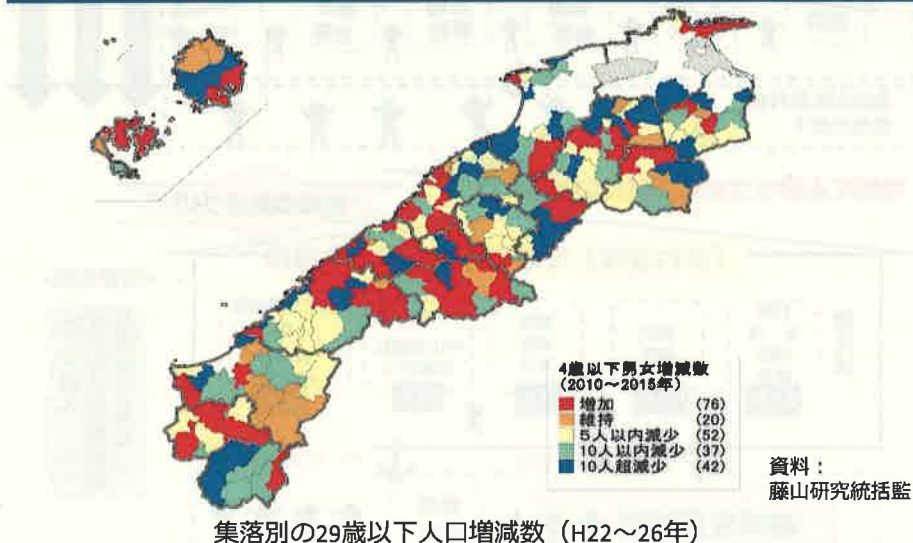 4歳以下男女増減数
(2010～2015年)
増加 (76)
維持 (20)
5人以内減少 (52)
10人以内減少 (37)
10人超減少 (42)
資料：
藤山研究統括監
集落別の29歳以下人口増減数（H22～26年）